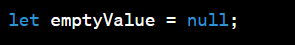 let emptyValue = null;